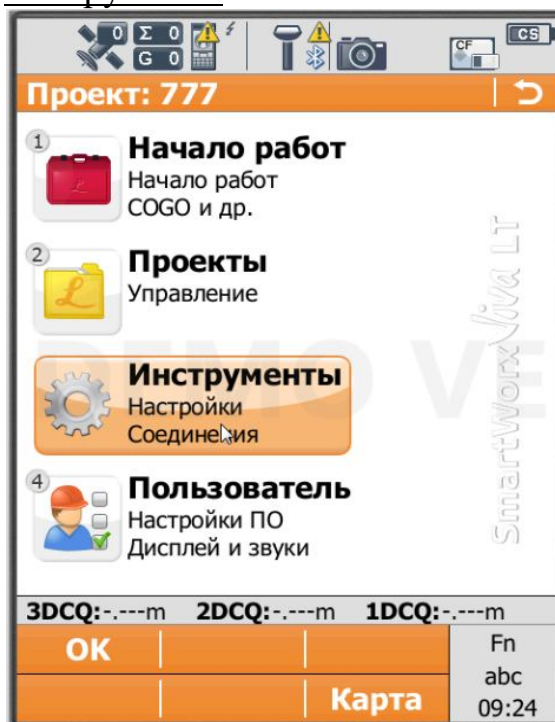 0 Σ 0
G 0
CF
CS
Проект: 777
1
Начало работ
Начало работ
COGO и др.
2
Проекты
Управление
Инструменты
Настройки
Соединения
4
Пользователь
Настройки ПО
Дисплей и звуки
SmartWorx Viva LT
DEMO VE
3DCQ:-.---m 2DCQ:-.---m 1DCQ:-.---m
OK
Fn
abc
Карта
09:24